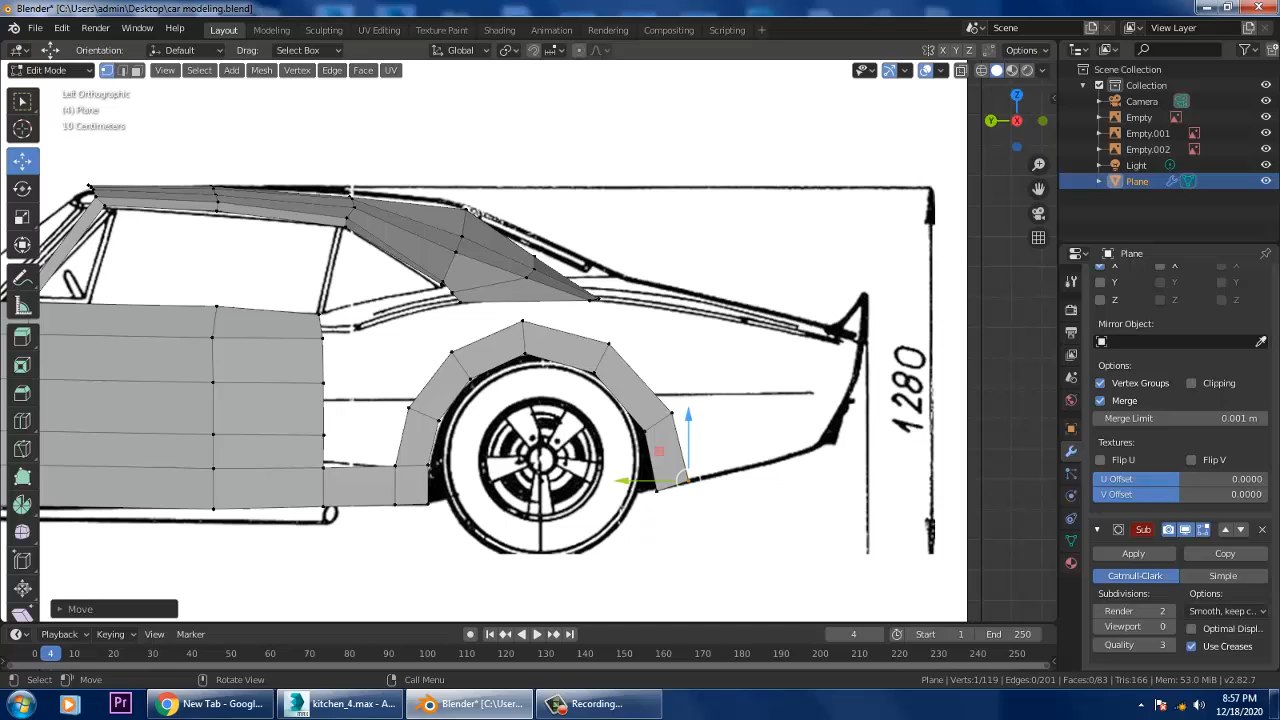 Blender* [C:\Users\admin\Desktop\car modeling.blend]
File Edit Render Window Help
Layout Modeling Sculpting UV Editing Texture Paint Shading Animation Rendering Compositing Scripting
Scene
View Layer
Orientation: Default Drag: Select Box
Global
X Y Z
Options
Edit Mode View Select Add Mesh Vertex Edge Face UV
Left Orthographic
(4) Plane
10 Centimeters
Z
Y
X
1280
Move
Scene Collection
Collection
Camera
Empty
Empty.001
Empty.002
Light
Plane
Plane
X X X
Y Y Y
Z Z Z
Mirror Object:
Options:
Vertex Groups Clipping
Merge
Merge Limit 0.001 m
Textures:
Flip U Flip V
U Offset 0.0000
V Offset 0.0000
Sub
Apply Copy
Catmull-Clark Simple
Subdivisions: Options:
Render 2 Smooth, keep c..
Viewport 0 Optimal Displ..
Quality 3 Use Creases
Playback Keying View Marker
4 Start 1 End 250
0 4 10 20 30 40 50 60 70 80 90 100 110 120 130 140 150 160 170 180 190 200 210 220 230 240 250
Select Move Rotate View Call Menu
Plane | Verts:1/119 | Edges:0/201 | Faces:0/83 | Tris:166 | Mem: 53.0 MiB | v2.82.7
Pr
New Tab - Googl...
kitchen_4.max - A...
Blender* [C:\Use...
Recording...
8:57 PM
12/18/2020